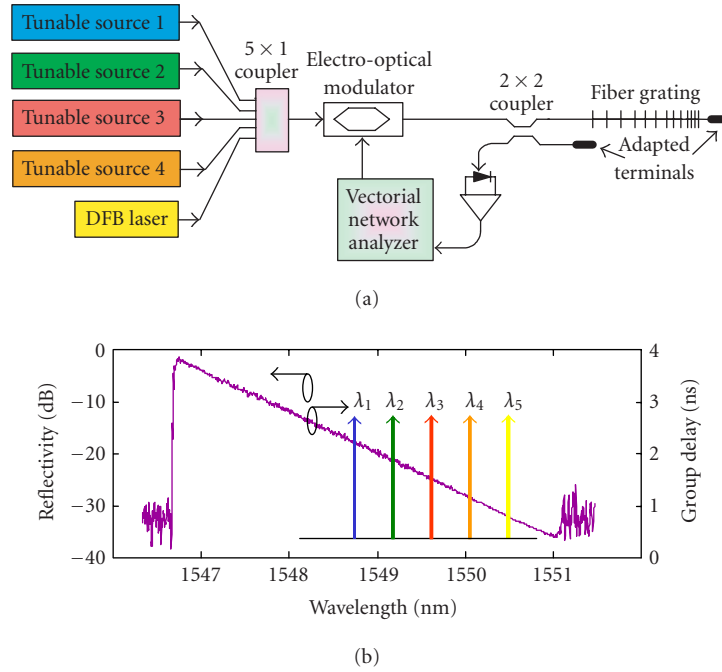 Tunable source 1
Tunable source 2
Tunable source 3
Tunable source 4
DFB laser
5 × 1
coupler
Electro-optical
modulator
2 × 2
coupler
Fiber grating
Adapted
terminals
Vectorial
network
analyzer
(a)
Reflectivity (dB)
0
−10
−20
−30
−40
λ1 λ2 λ3 λ4 λ5
4
3
2
1
0
Group delay (ns)
1547 1548 1549 1550 1551
Wavelength (nm)
(b)